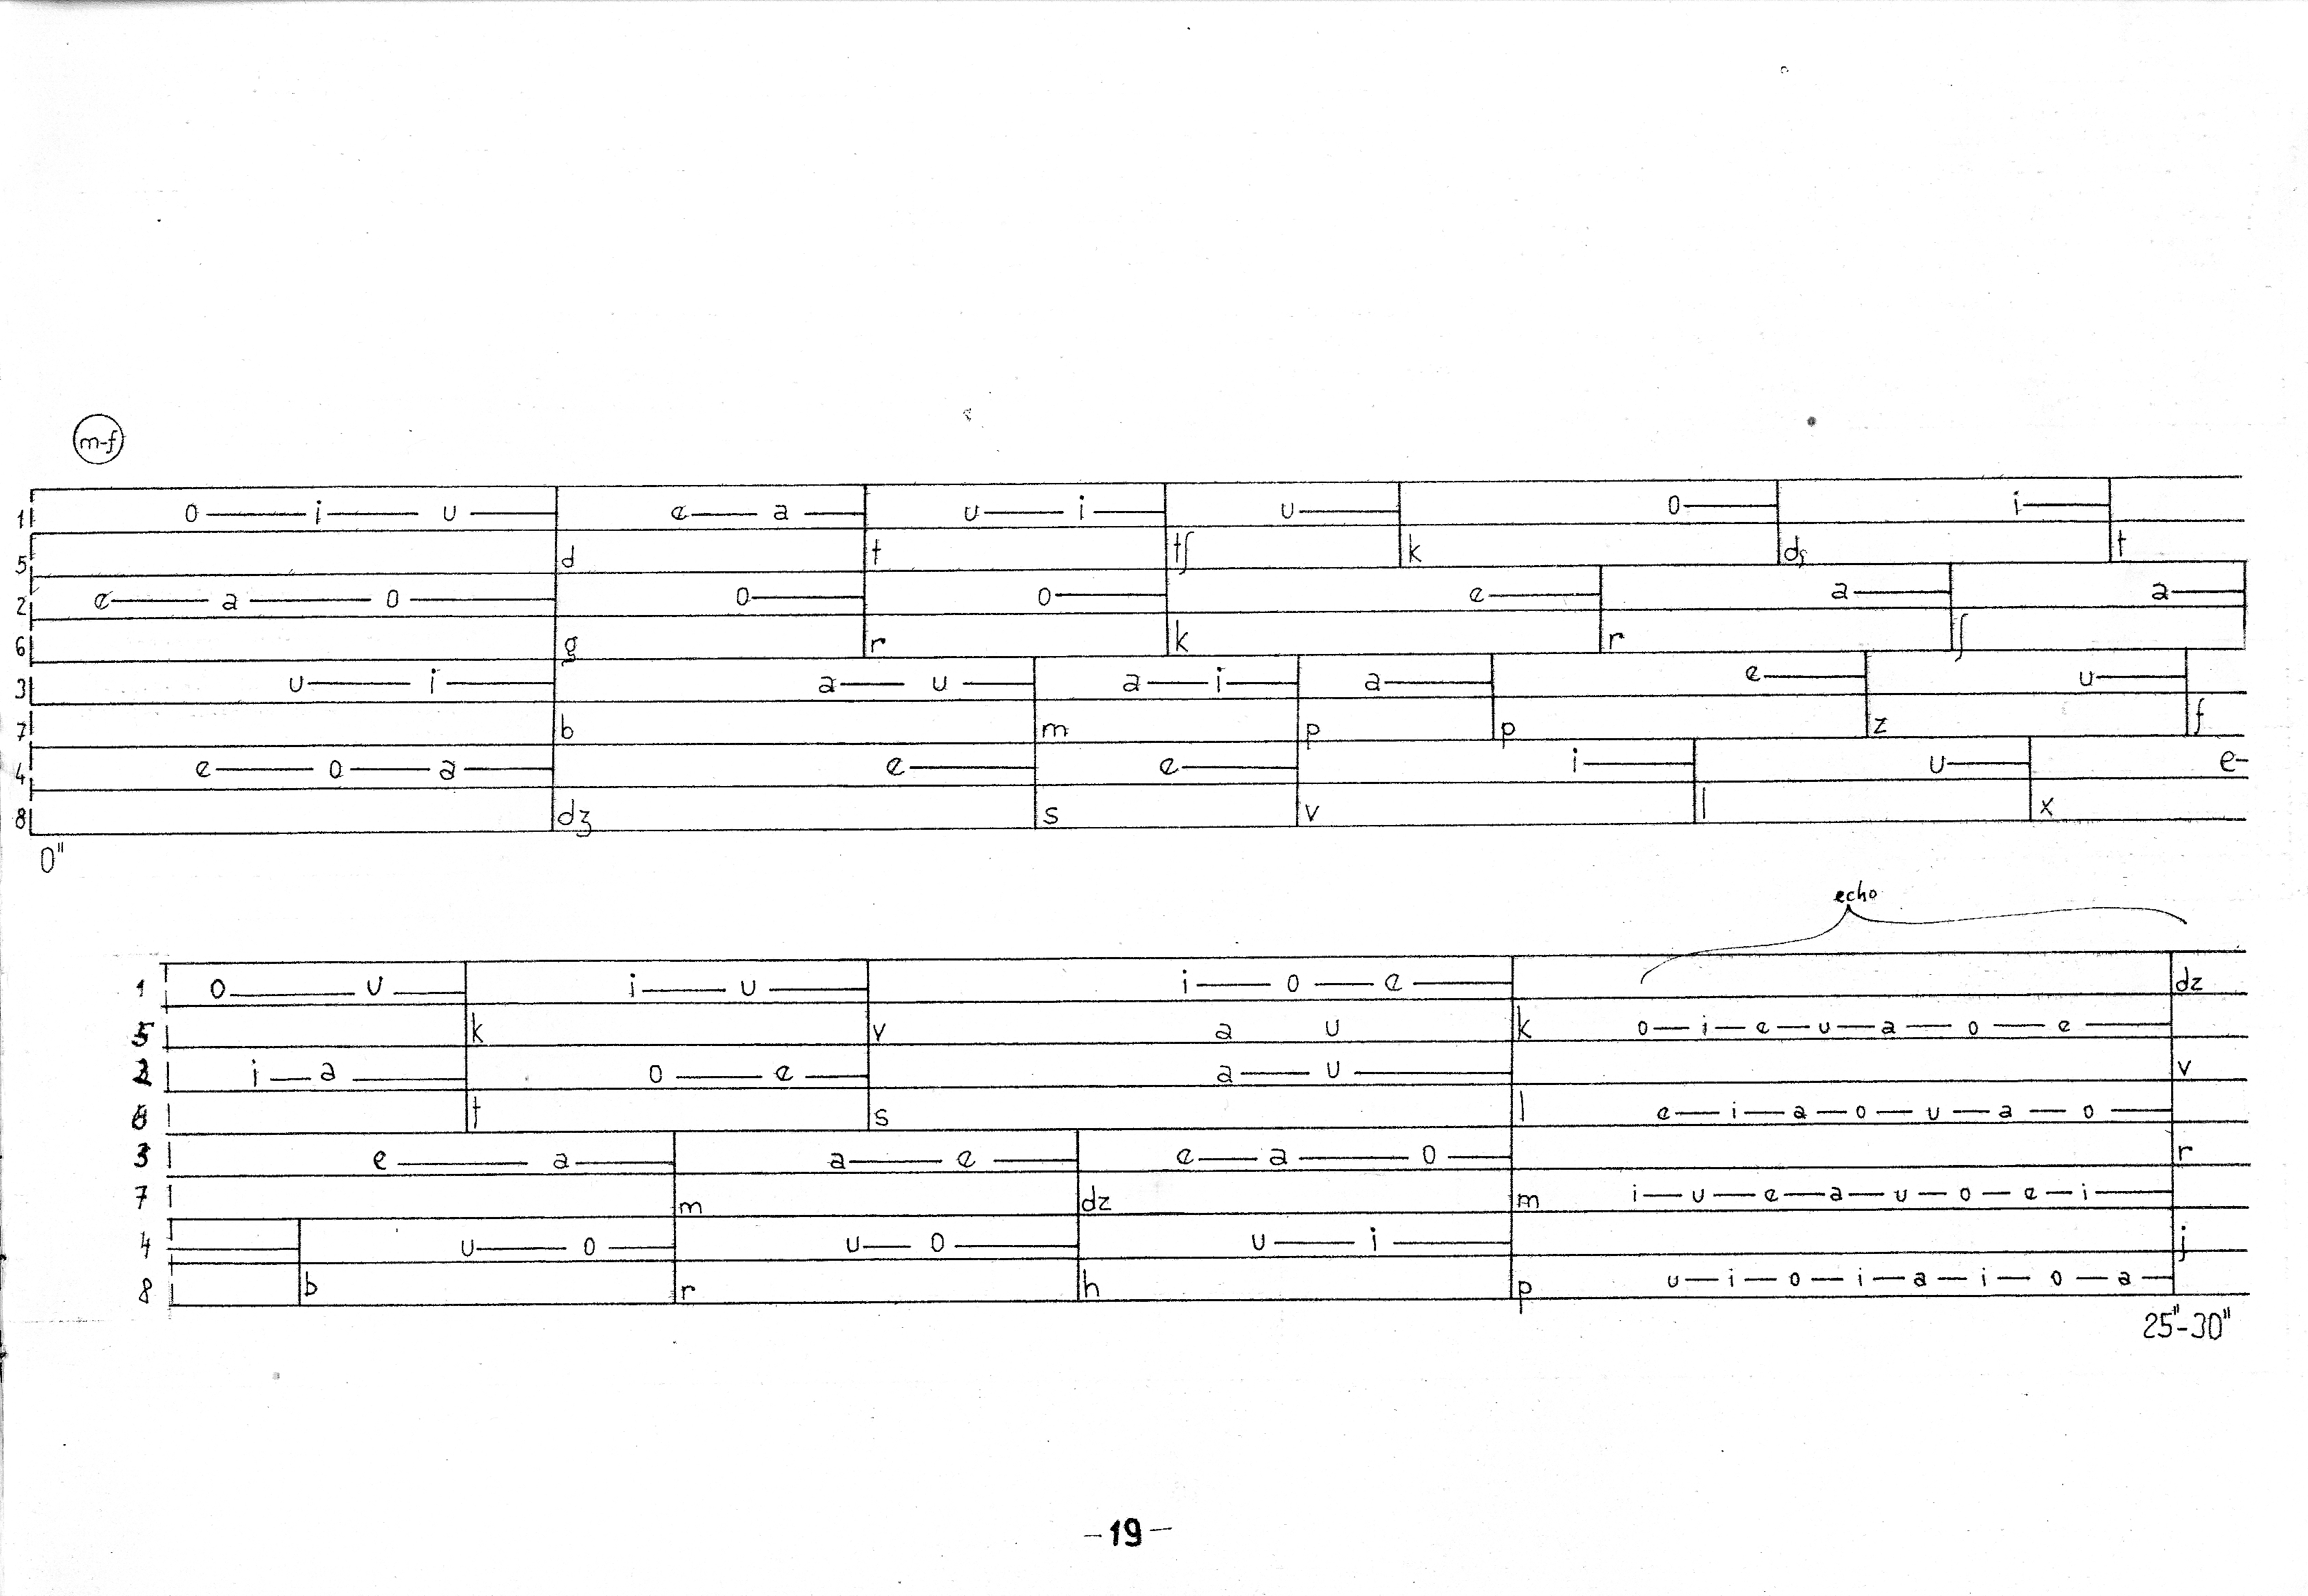 m-f
1 o i u e a u i u o i
5 d t tʃ k dʒ t
2 e a o o o e a a
6 g r k r ʃ
3 u i a u a i a e u
7 b m p p z f
4 e o a e e i u e
8 dʒ s v l x
0"
echo
1 o u i u i o e dz
5 k v a u k o i e u a o e
2 i a o e a u v
6 t s l e i a o u a o
3 e a a e e a o r
7 m dz m i u e a u o e i
4 u o u o u i j
8 b r h p u i o i a i o a
25"-30"
-19-